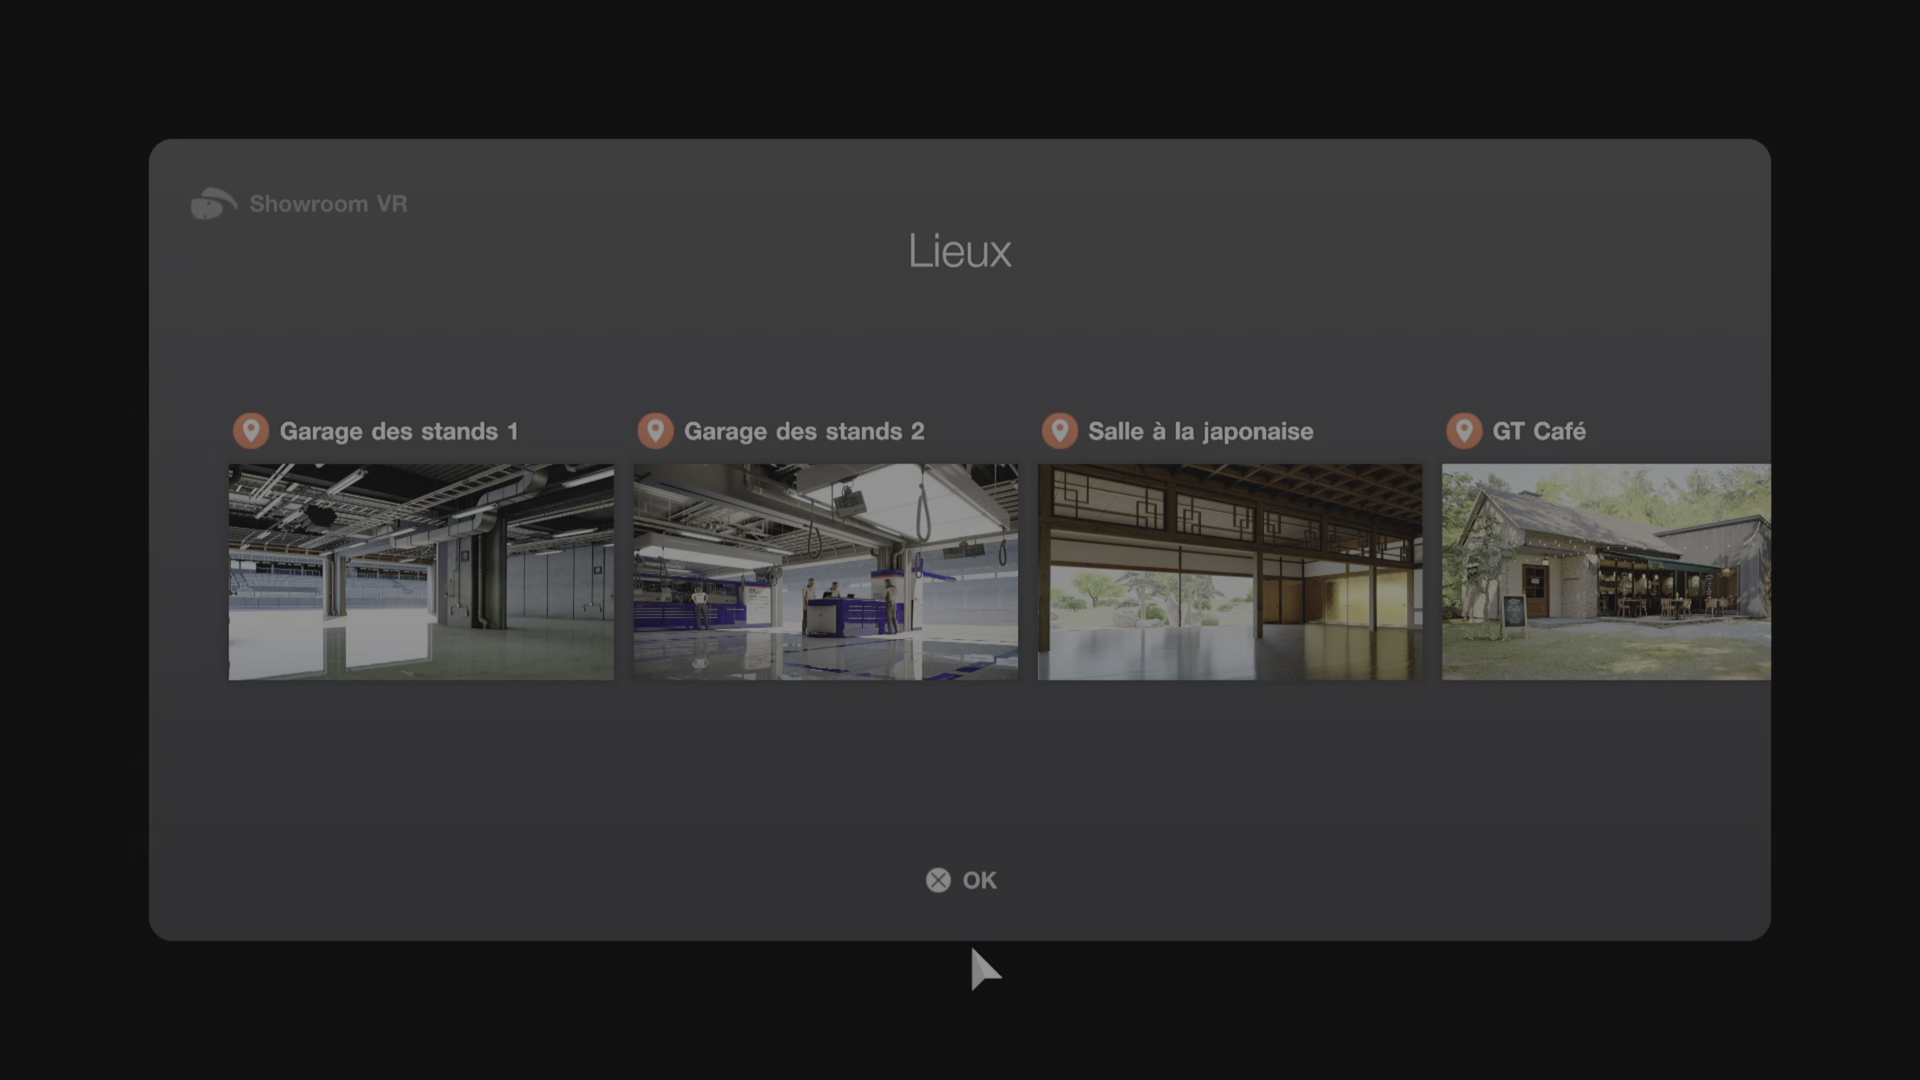 Showroom VR
Lieux
Garage des stands 1
Garage des stands 2
Salle à la japonaise
GT Café
OK